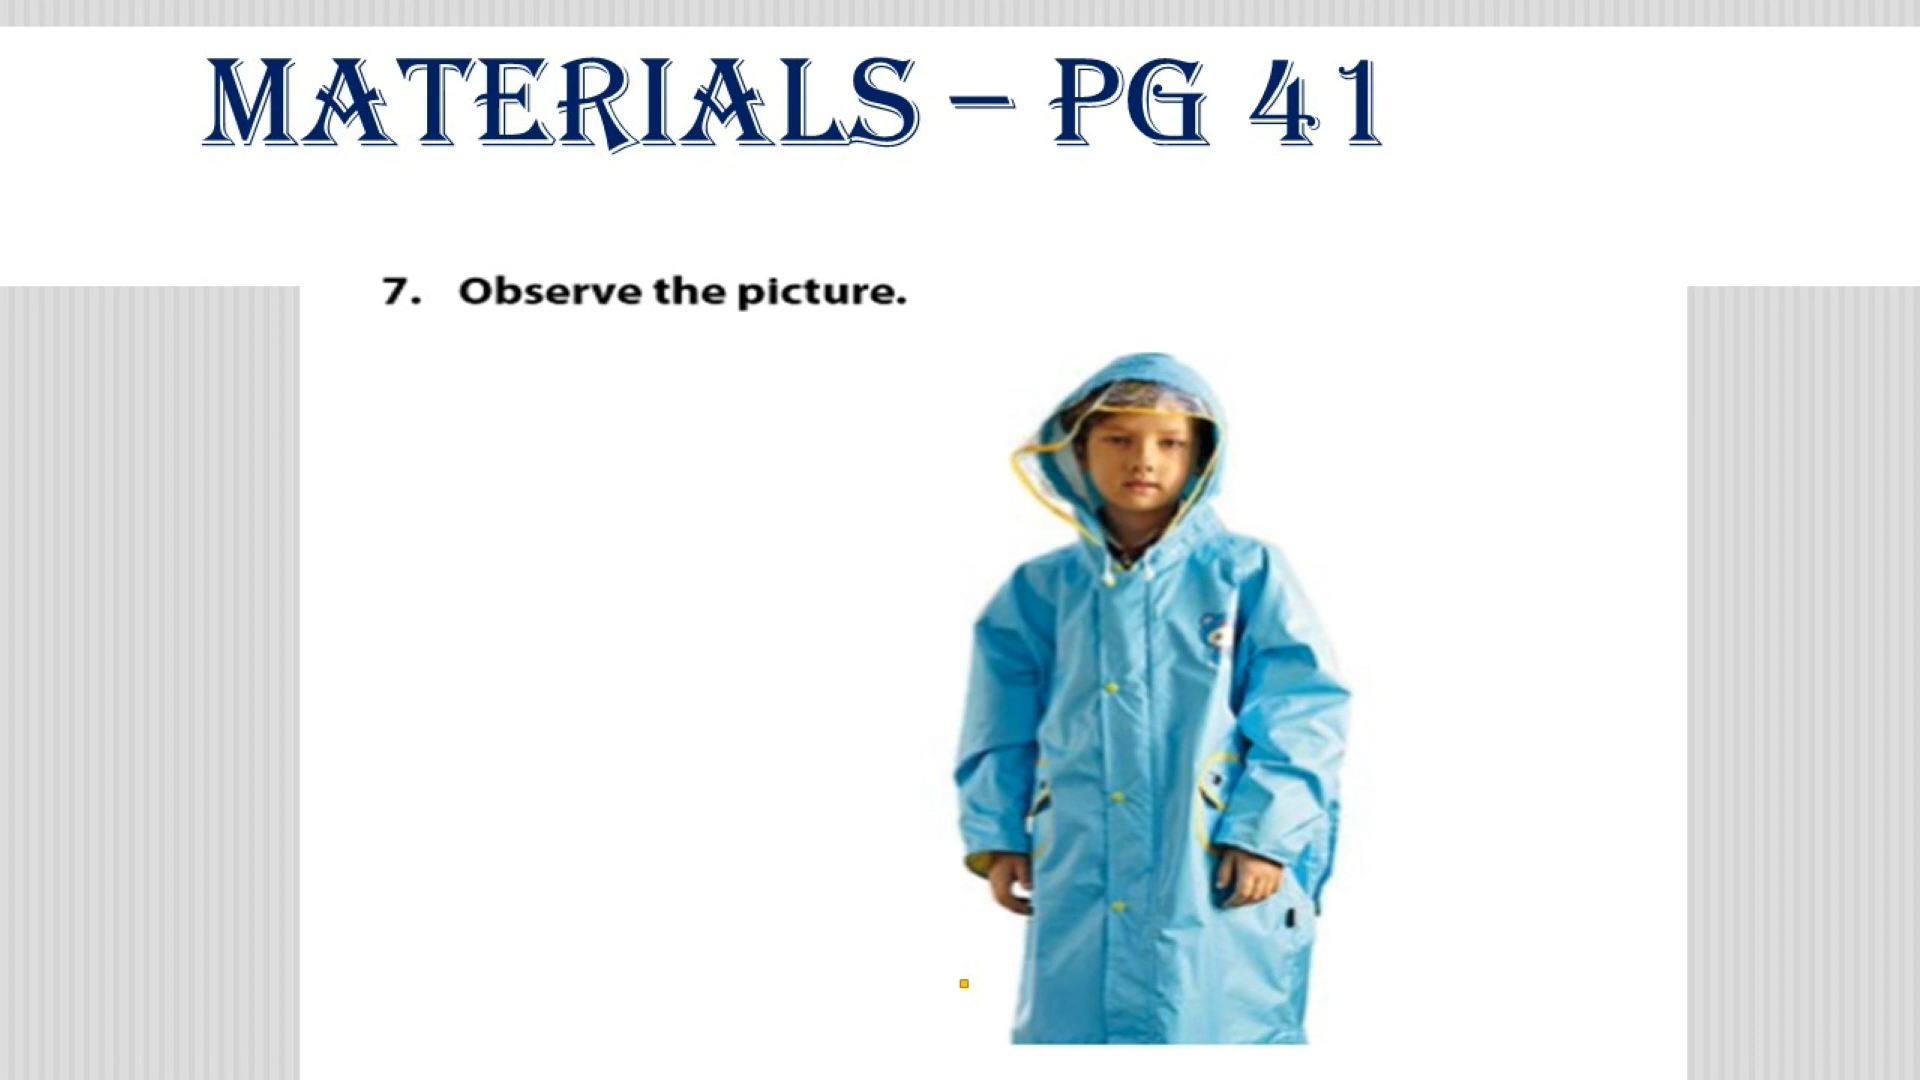 MATERIALS – PG 41
7. Observe the picture.